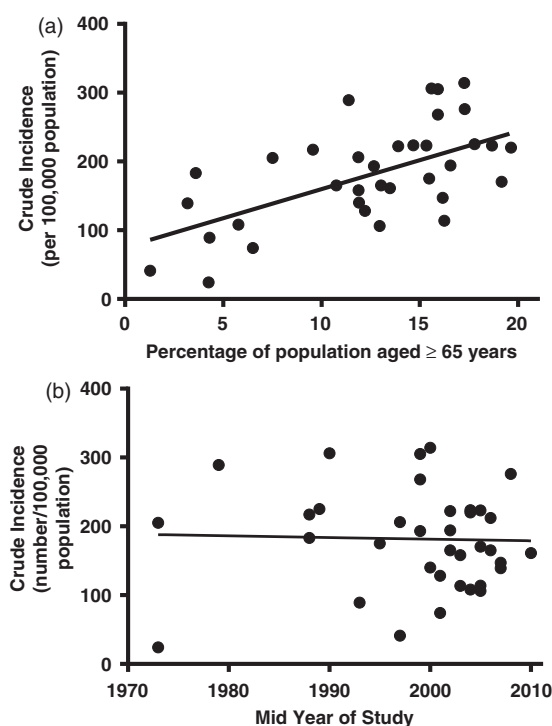 (a)
400
300
200
100
0
Crude Incidence
(per 100,000 population)
0 5 10 15 20
Percentage of population aged ≥ 65 years
(b)
400
300
200
100
0
Crude Incidence
(number/100,000
population)
1970 1980 1990 2000 2010
Mid Year of Study